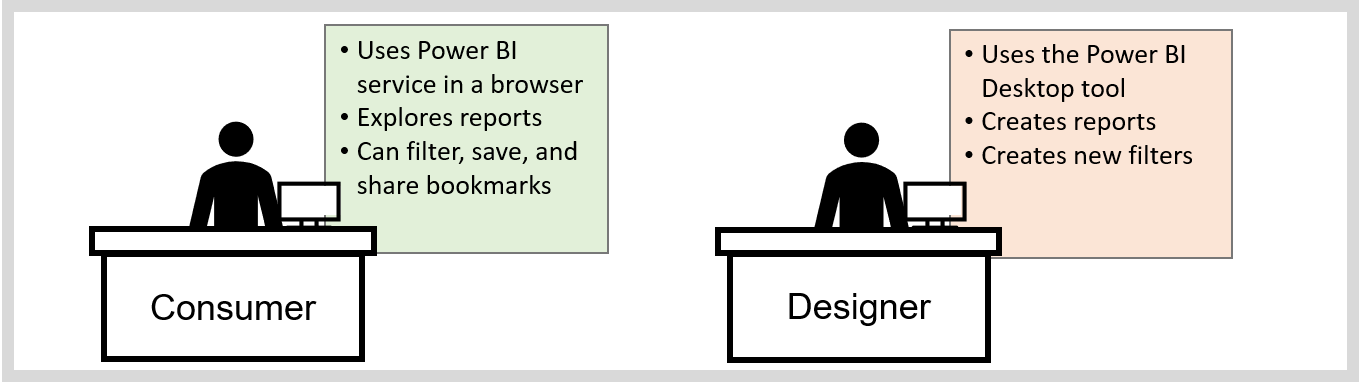 • Uses Power BI
service in a browser
• Explores reports
• Can filter, save, and
share bookmarks
Consumer
• Uses the Power BI
Desktop tool
• Creates reports
• Creates new filters
Designer